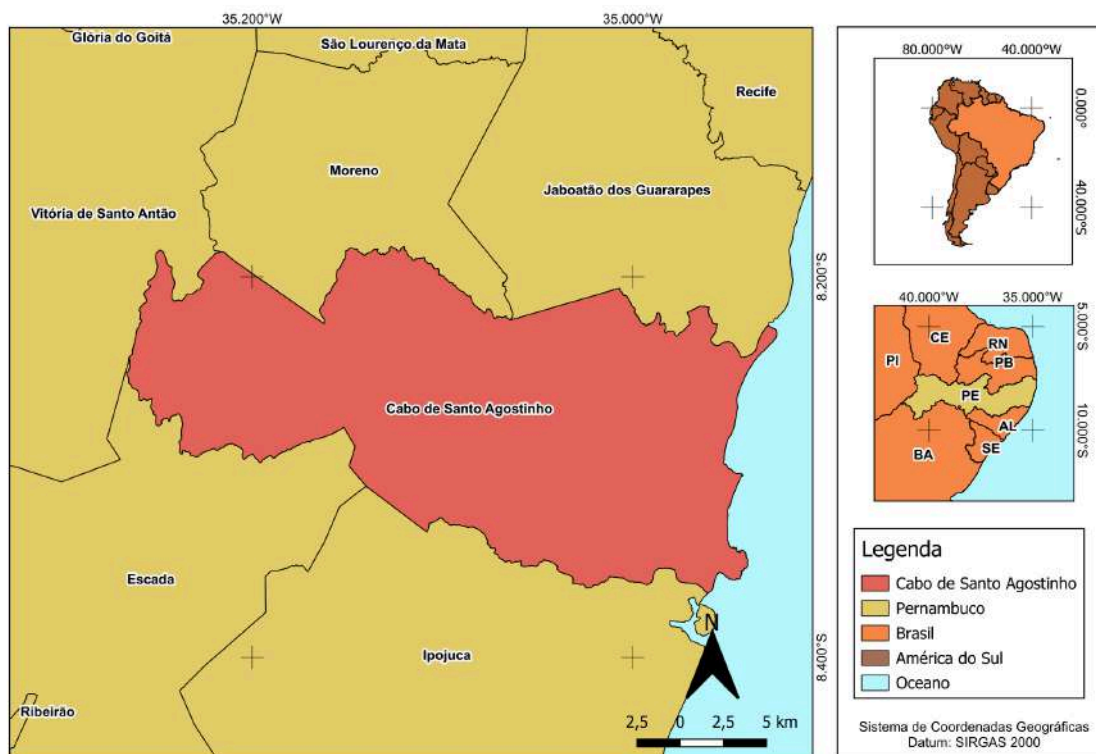 35.200°W
35.000°W
Glória do Goitá
São Lourenço da Mata
Recife
Moreno
Jaboatão dos Guararapes
Vitória de Santo Antão
8.200°S
Cabo de Santo Agostinho
Escada
N
Ipojuca
8.400°S
Ribeirão
2,5 0 2,5 5 km
80.000°W
40.000°W
0.000°
40.000°S
40.000°W
35.000°W
5.000°S
CE
RN
PI
PB
PE
10.000°S
AL
BA
SE
Legenda
Cabo de Santo Agostinho
Pernambuco
Brasil
América do Sul
Oceano
Sistema de Coordenadas Geográficas
Datum: SIRGAS 2000